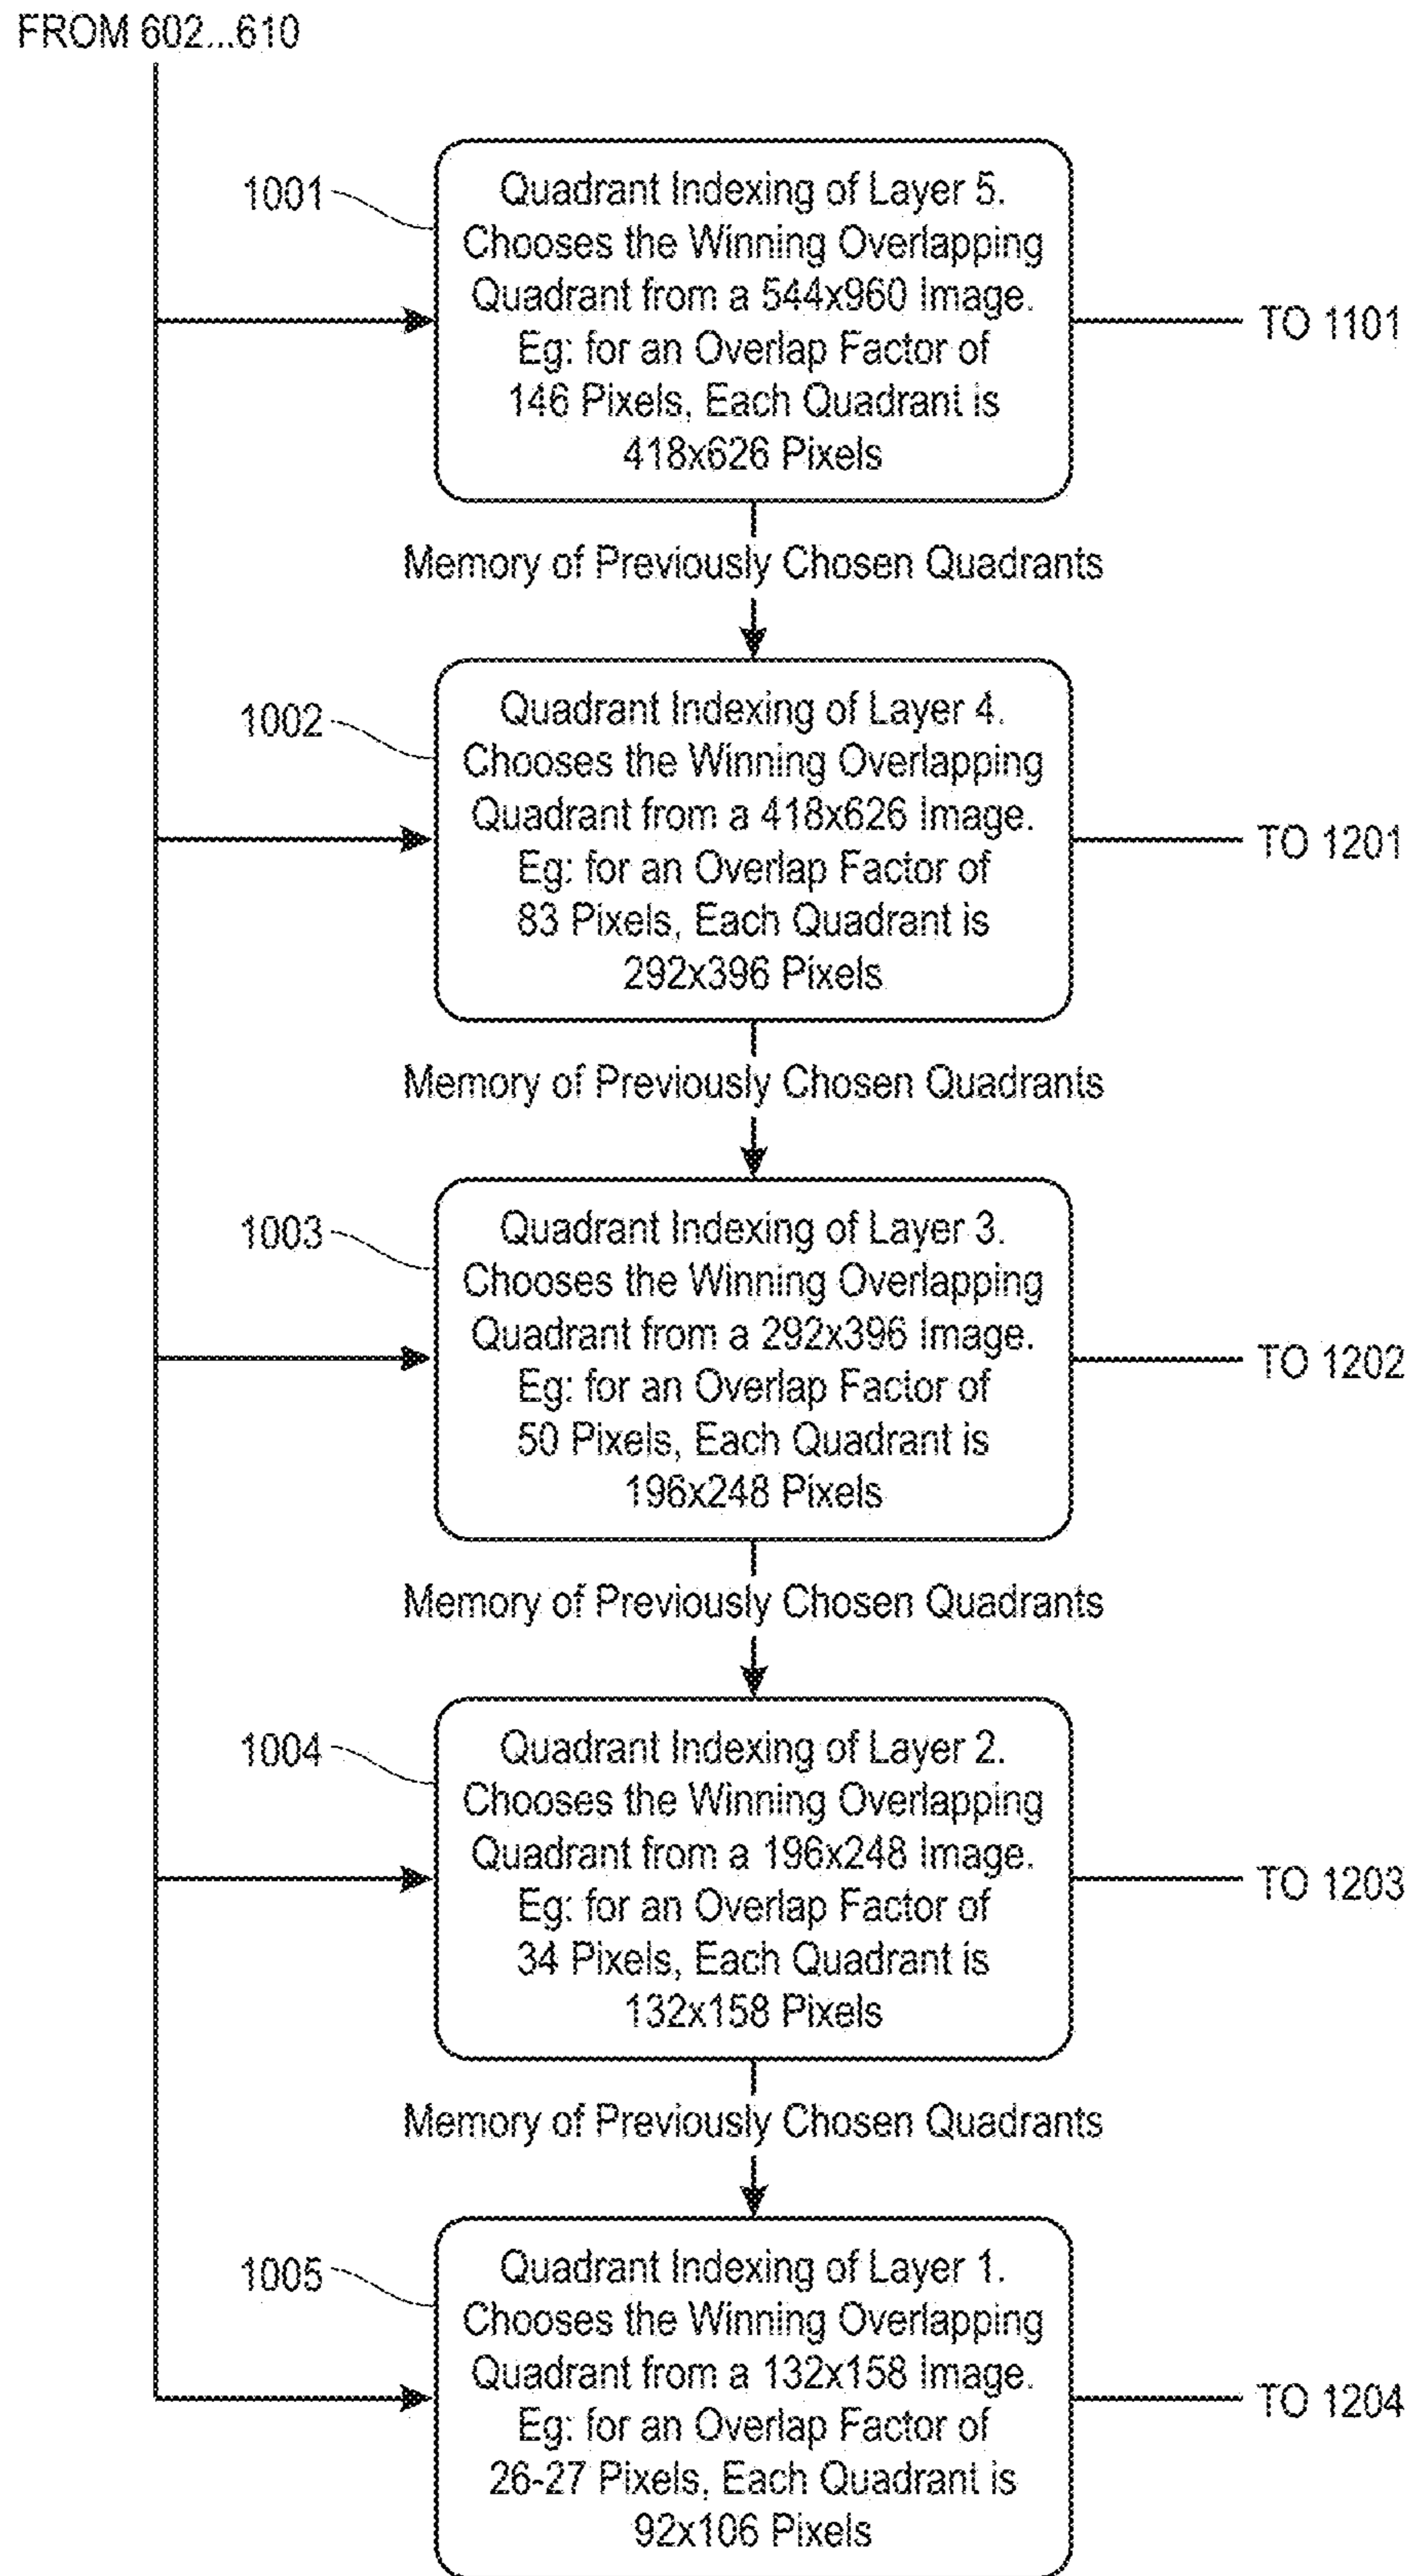 FROM 602...610
1001
Quadrant Indexing of Layer 5.
Chooses the Winning Overlapping
Quadrant from a 544x960 Image.
Eg: for an Overlap Factor of
146 Pixels, Each Quadrant is
418x626 Pixels
TO 1101
Memory of Previously Chosen Quadrants
1002
Quadrant Indexing of Layer 4.
Chooses the Winning Overlapping
Quadrant from a 418x626 Image.
Eg: for an Overlap Factor of
83 Pixels, Each Quadrant is
292x396 Pixels
TO 1201
Memory of Previously Chosen Quadrants
1003
Quadrant Indexing of Layer 3.
Chooses the Winning Overlapping
Quadrant from a 292x396 Image.
Eg: for an Overlap Factor of
50 Pixels, Each Quadrant is
196x248 Pixels
TO 1202
Memory of Previously Chosen Quadrants
1004
Quadrant Indexing of Layer 2.
Chooses the Winning Overlapping
Quadrant from a 196x248 Image.
Eg: for an Overlap Factor of
34 Pixels, Each Quadrant is
132x158 Pixels
TO 1203
Memory of Previously Chosen Quadrants
1005
Quadrant Indexing of Layer 1.
Chooses the Winning Overlapping
Quadrant from a 132x158 Image.
Eg: for an Overlap Factor of
26-27 Pixels, Each Quadrant is
92x106 Pixels
TO 1204